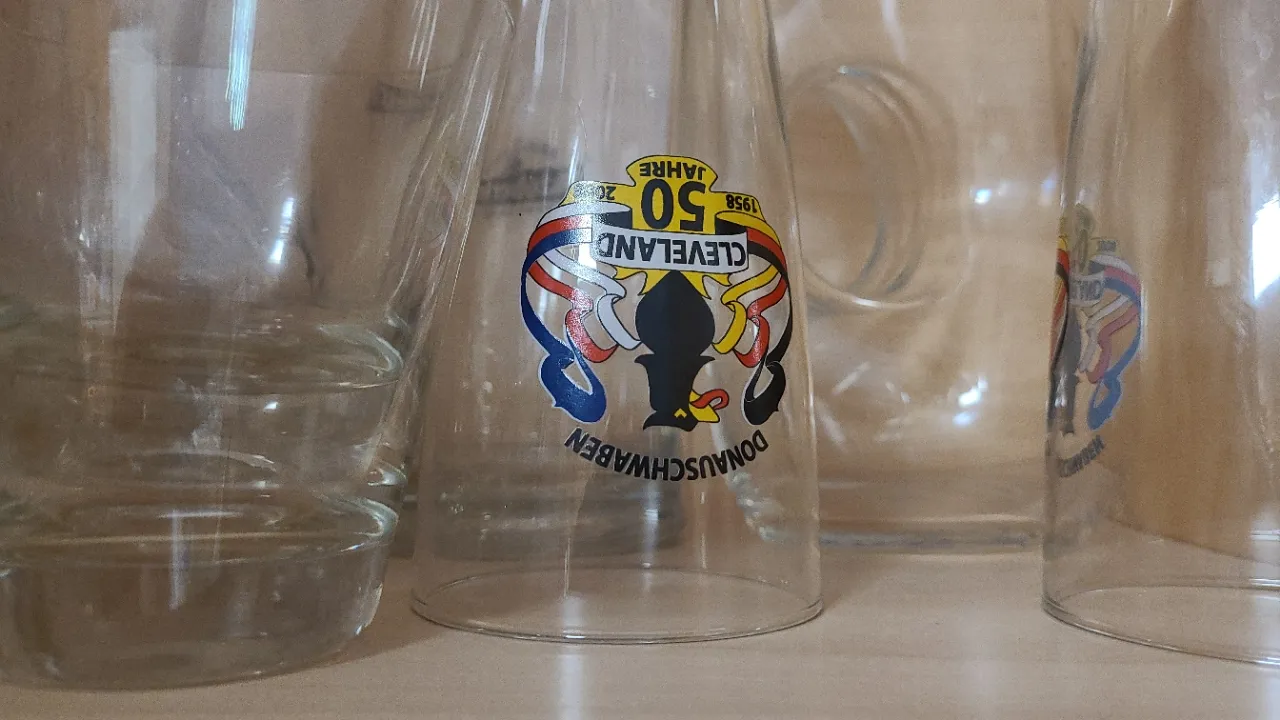 DONAUSCHWABEN
CLEVELAND
1958
50
JAHRE